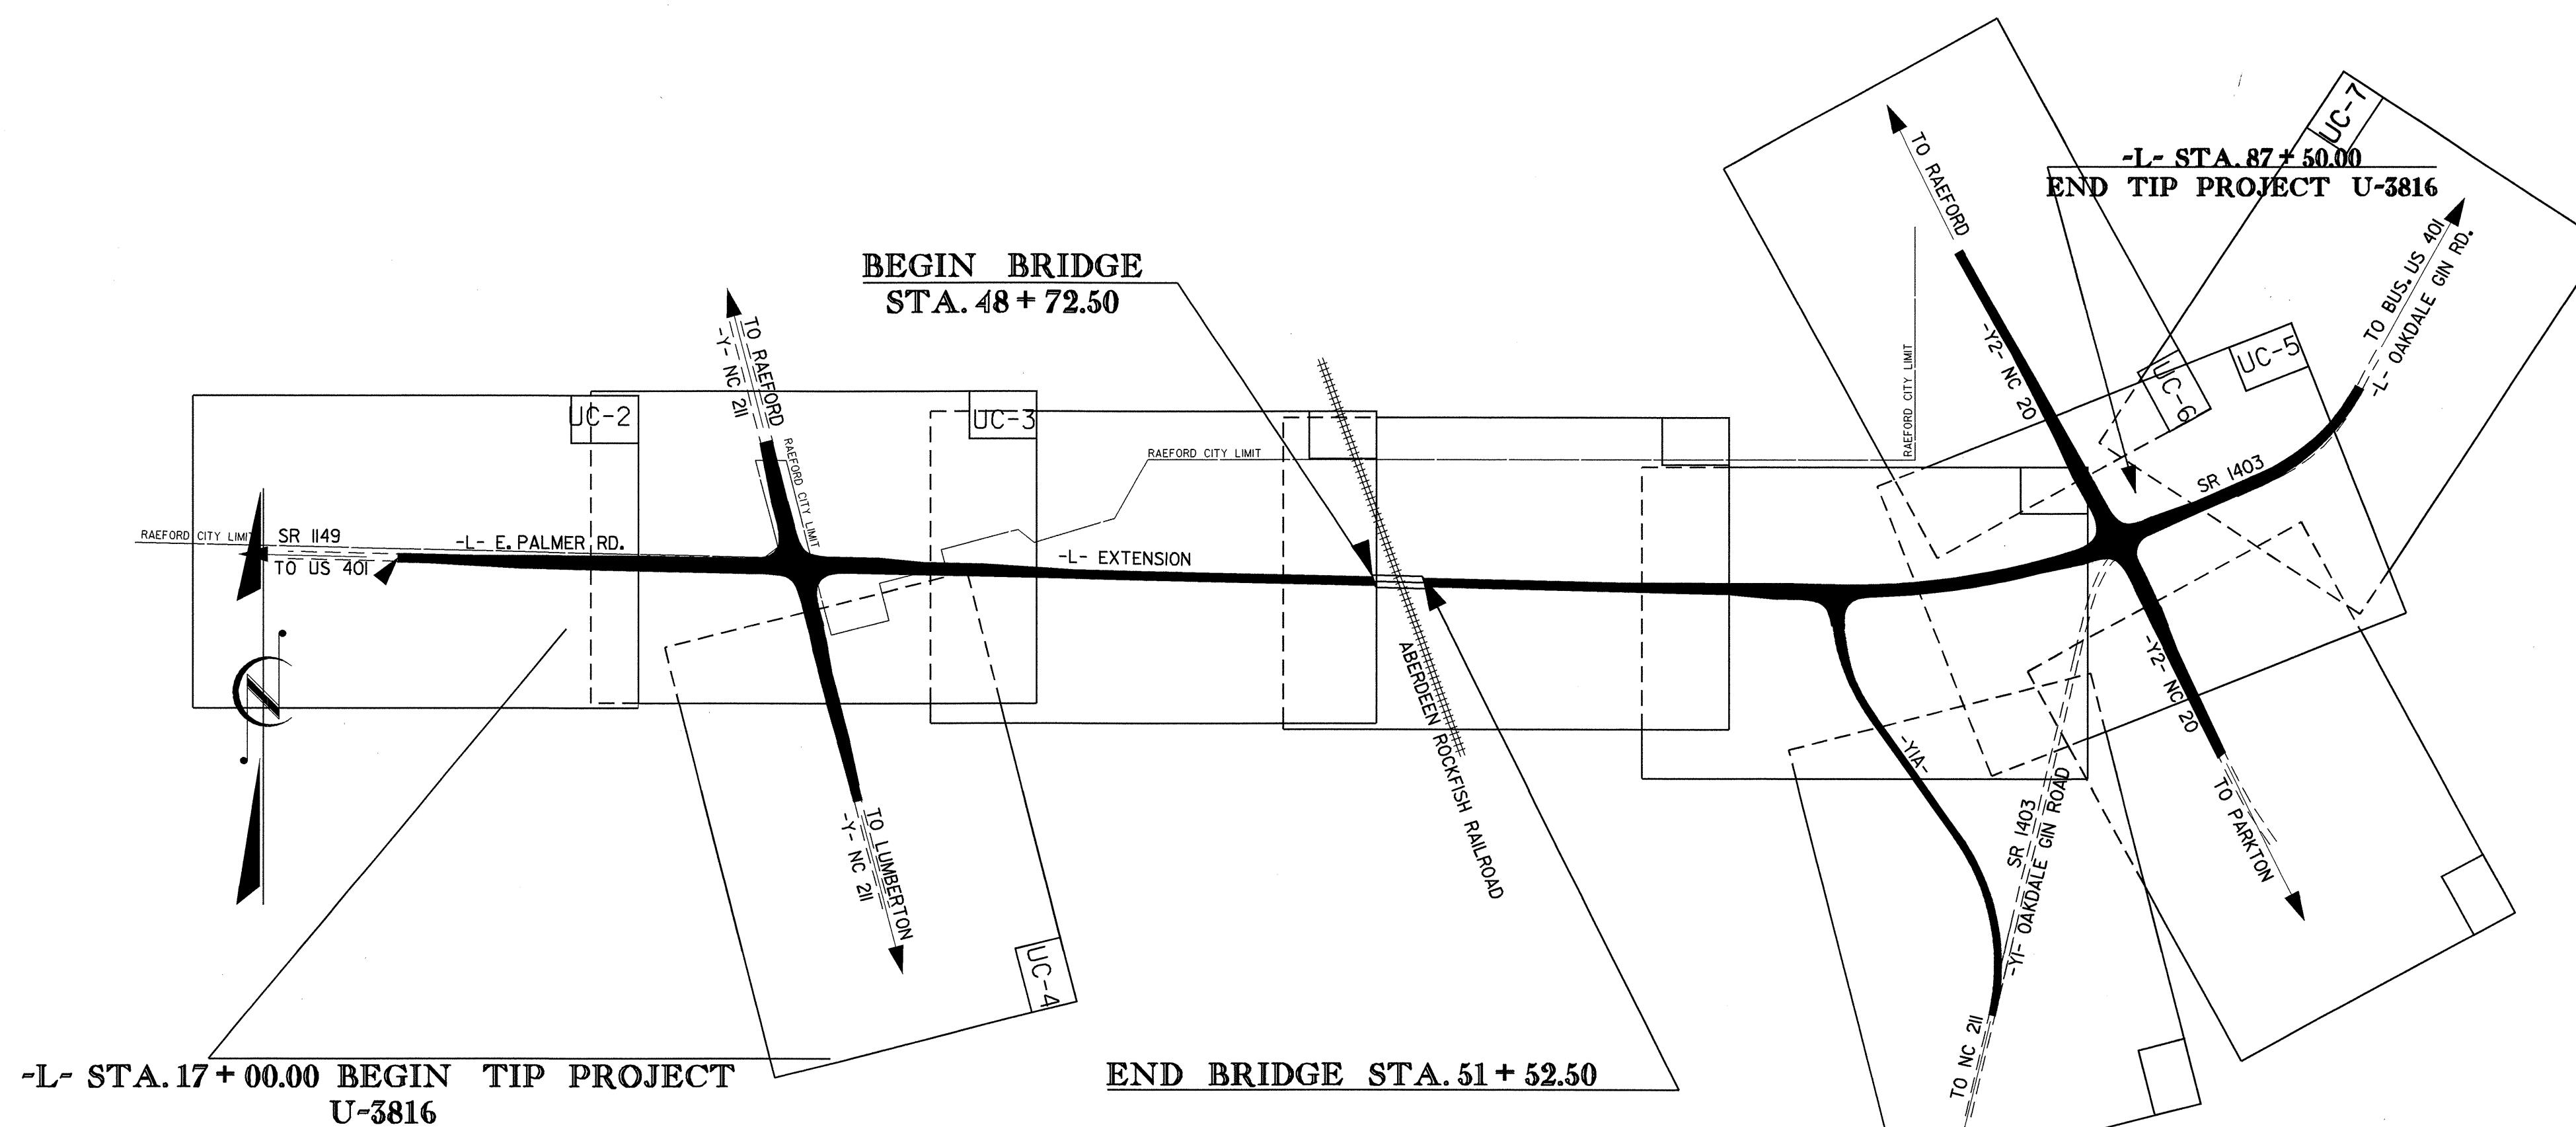 UC-7
-L- STA. 87 + 50.00
END TIP PROJECT U-3816
TO RAEFORD
TO BUS. US 401
-L- OAKDALE GIN RD.
BEGIN BRIDGE
STA. 48 + 72.50
TO RAEFORD
-Y- NC 211
-Y2- NC 20
RAEFORD CITY LIMIT
UC-5
UC-6
UC-2
UC-3
RAEFORD CITY LIMIT
RAEFORD CITY LIMIT
SR 1403
RAEFORD CITY LIMIT
SR 1149
TO US 401
-L- E. PALMER RD.
-L- EXTENSION
N
ABERDEEN ROCKFISH RAILROAD
-Y1A-
-Y2- NC 20
SR 1403
-Y1- OAKDALE GIN ROAD
TO PARKTON
TO LUMBERTON
-Y- NC 211
UC-4
TO NC 211
-L- STA. 17 + 00.00 BEGIN TIP PROJECT
U-3816
END BRIDGE STA. 51 + 52.50